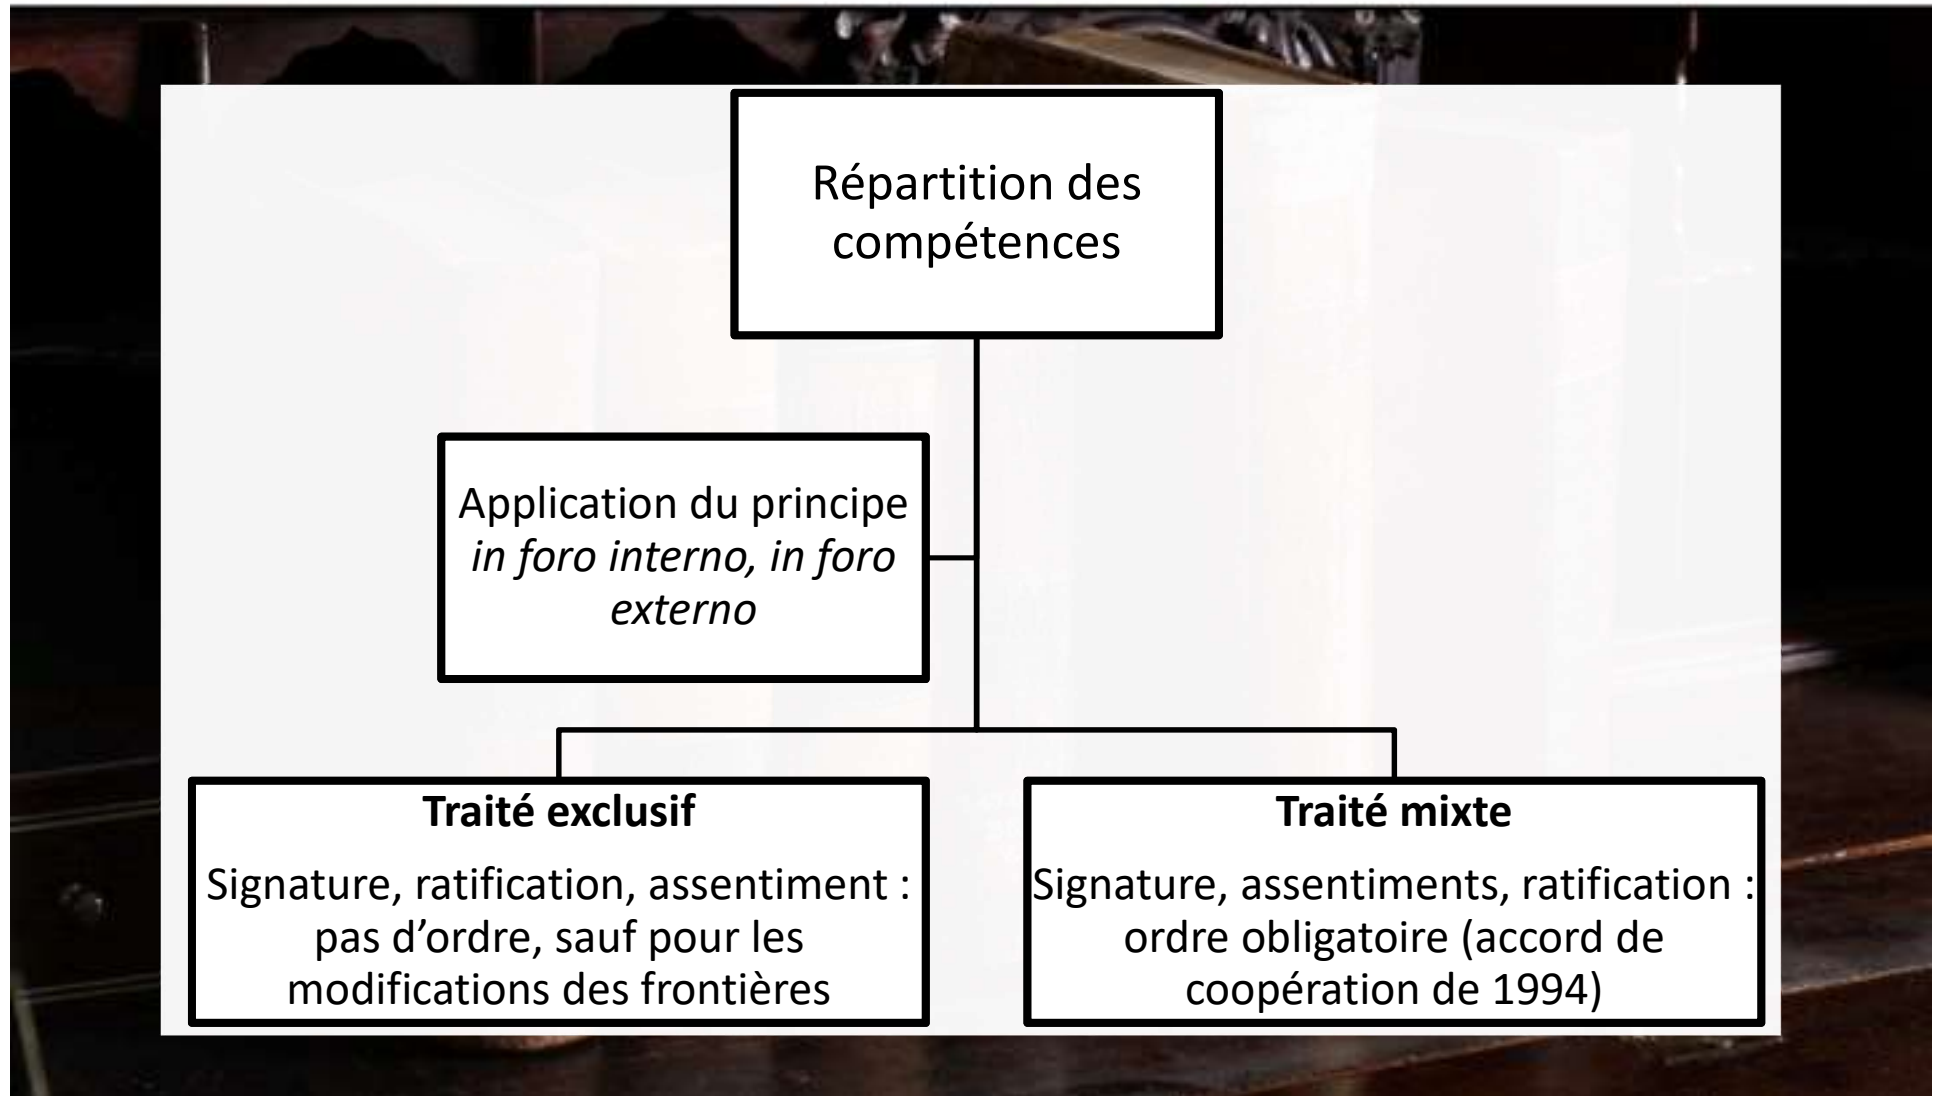 Répartition des
compétences
Application du principe
in foro interno, in foro
externo
Traité exclusif
Signature, ratification, assentiment :
pas d’ordre, sauf pour les
modifications des frontières
Traité mixte
Signature, assentiments, ratification :
ordre obligatoire (accord de
coopération de 1994)